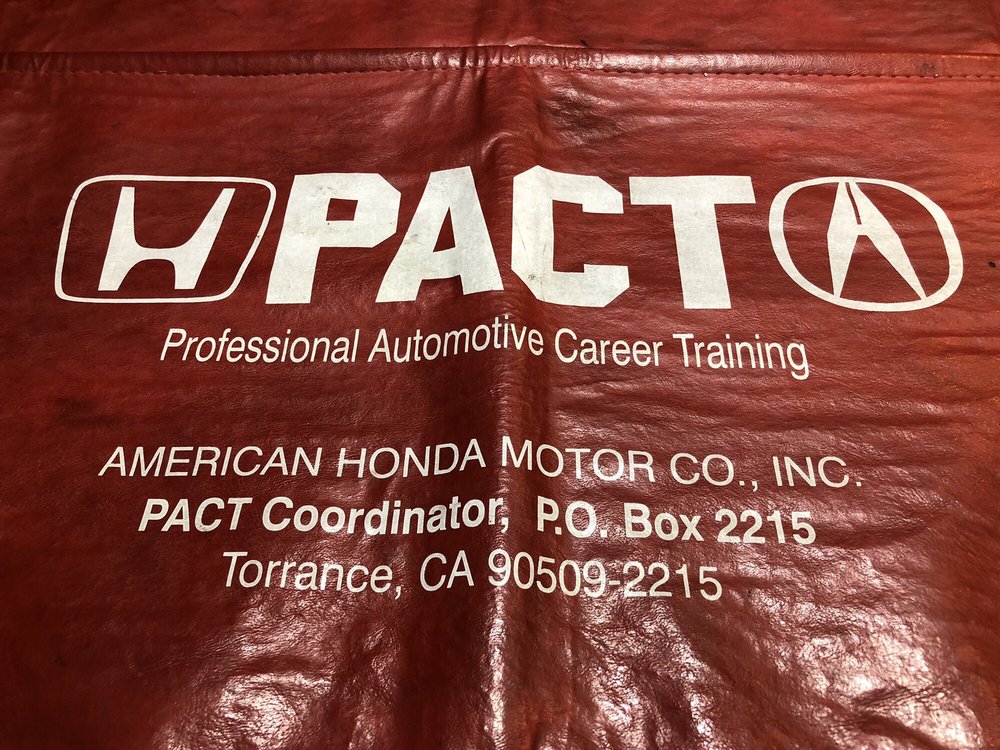 PACT
Professional Automotive Career Training
AMERICAN HONDA MOTOR CO., INC.
PACT Coordinator, P.O. Box 2215
Torrance, CA 90509-2215